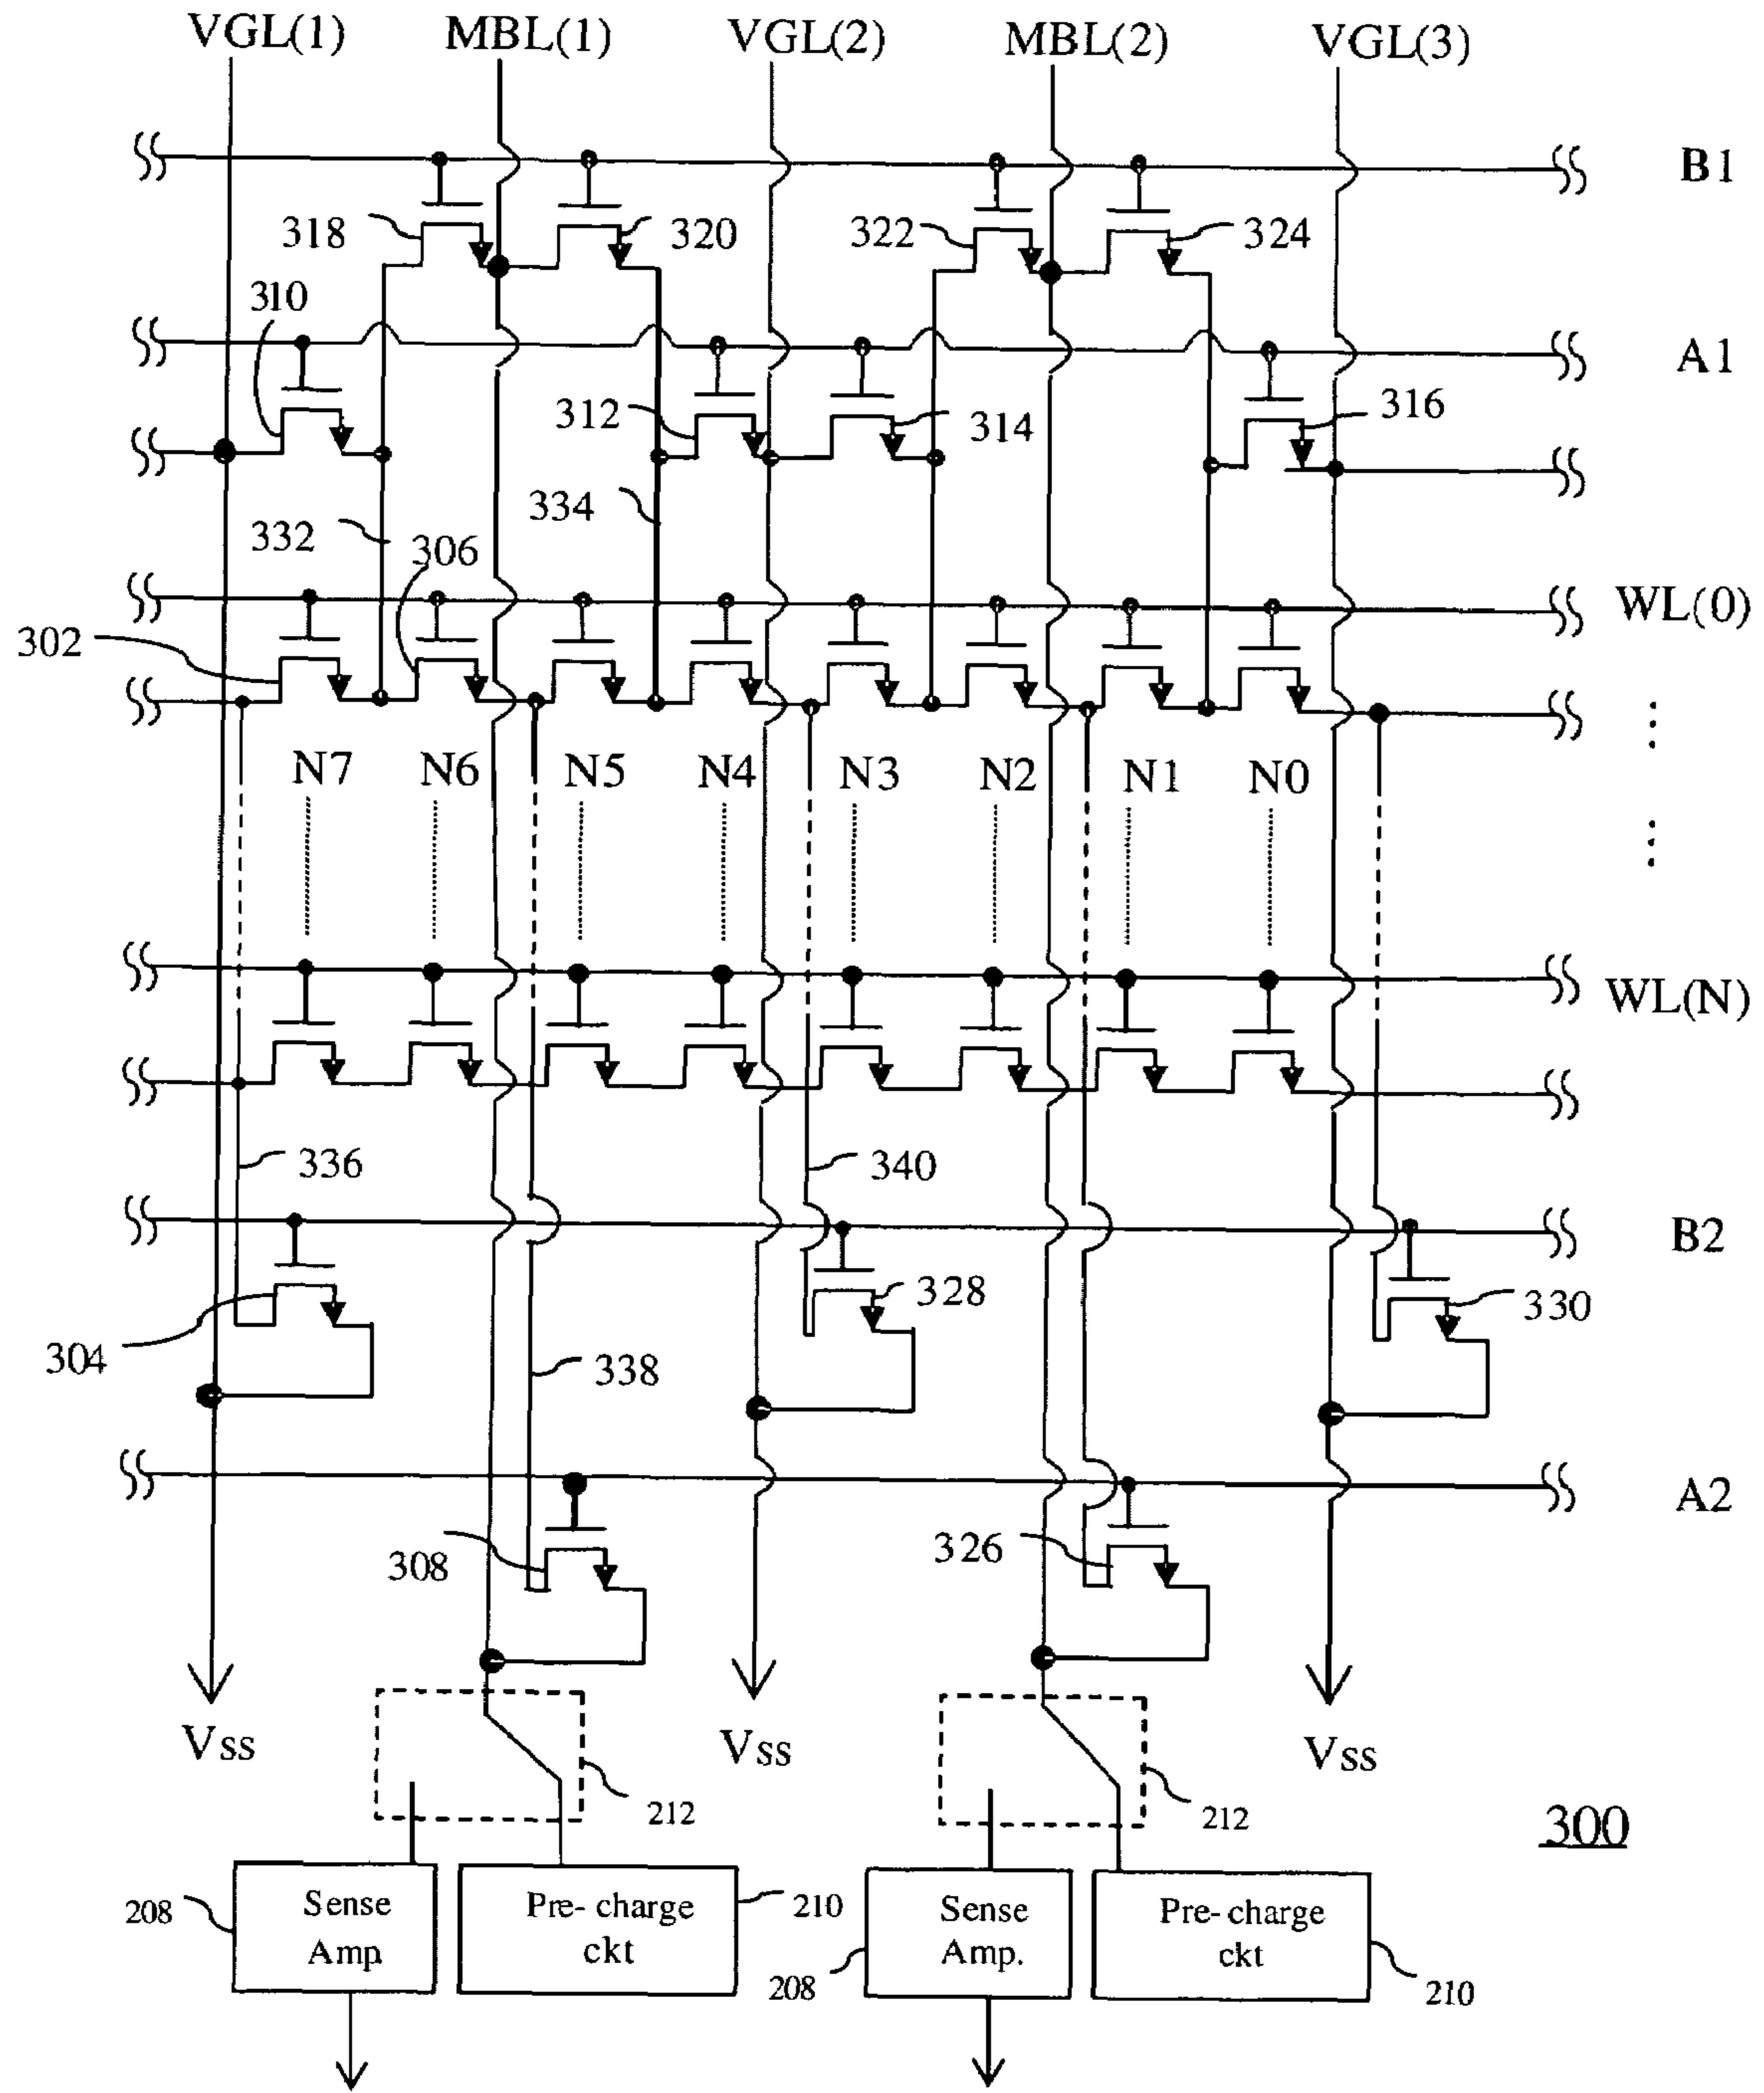 VGL(1) MBL(1) VGL(2) MBL(2) VGL(3)
B1
318 320 322 324
310
A1
312 314 316
332 306 334
WL(0)
302
N7 N6 N5 N4 N3 N2 N1 N0
WL(N)
336 340
B2
304 328 330
338
A2
308 326
Vss Vss Vss
212 212
300
208 Sense Amp
Pre-charge ckt 210
208 Sense Amp.
Pre-charge ckt 210